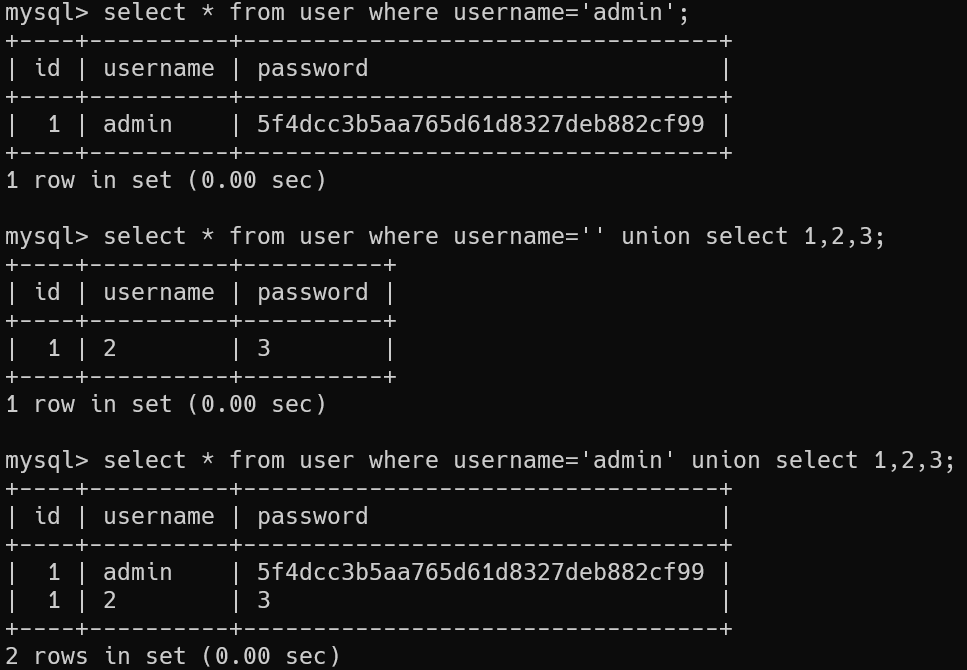 mysql> select * from user where username='admin';
+----+----------+----------------------------------+
| id | username | password                         |
+----+----------+----------------------------------+
|  1 | admin    | 5f4dcc3b5aa765d61d8327deb882cf99 |
+----+----------+----------------------------------+
1 row in set (0.00 sec)
mysql> select * from user where username='' union select 1,2,3;
+----+----------+----------+
| id | username | password |
+----+----------+----------+
|  1 | 2        | 3        |
+----+----------+----------+
1 row in set (0.00 sec)
mysql> select * from user where username='admin' union select 1,2,3;
+----+----------+----------------------------------+
| id | username | password                         |
+----+----------+----------------------------------+
|  1 | admin    | 5f4dcc3b5aa765d61d8327deb882cf99 |
|  1 | 2        | 3                                |
+----+----------+----------------------------------+
2 rows in set (0.00 sec)